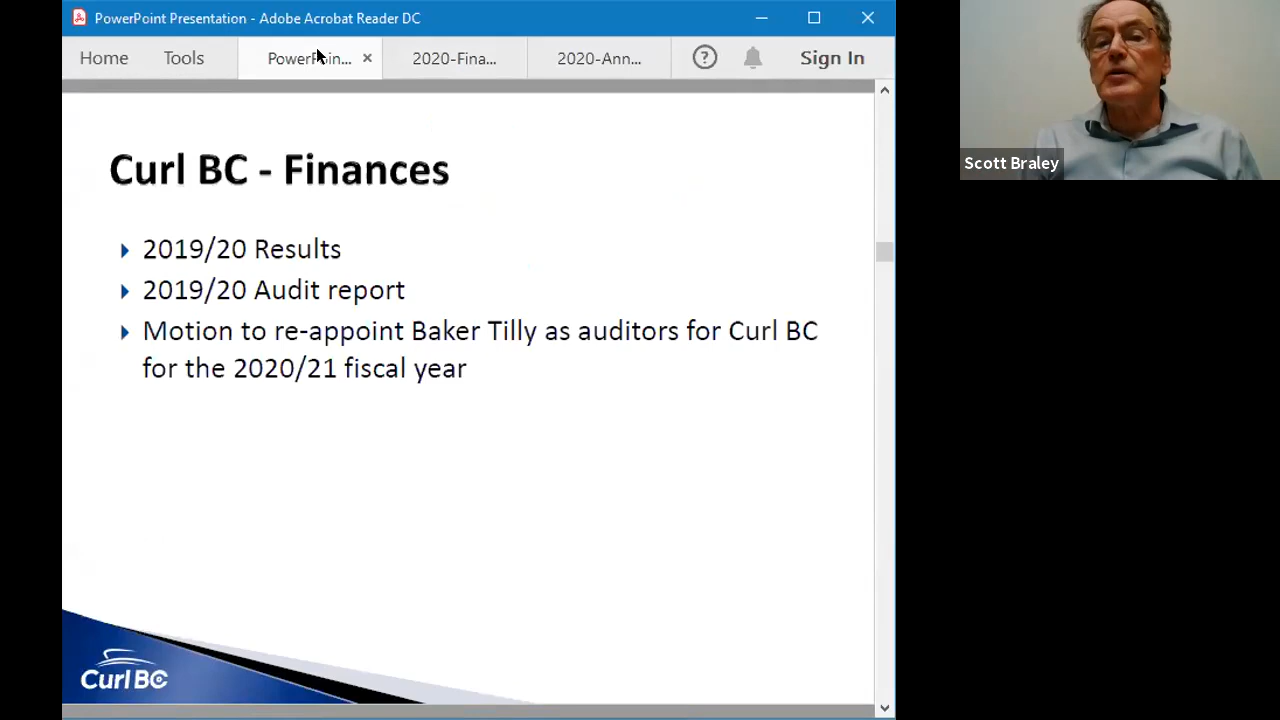 PowerPoint Presentation - Adobe Acrobat Reader DC
Home Tools PowerPoin... × 2020-Fina... 2020-Ann... ? Sign In
Scott Braley
Curl BC - Finances
2019/20 Results
2019/20 Audit report
Motion to re-appoint Baker Tilly as auditors for Curl BC
for the 2020/21 fiscal year
Curl BC